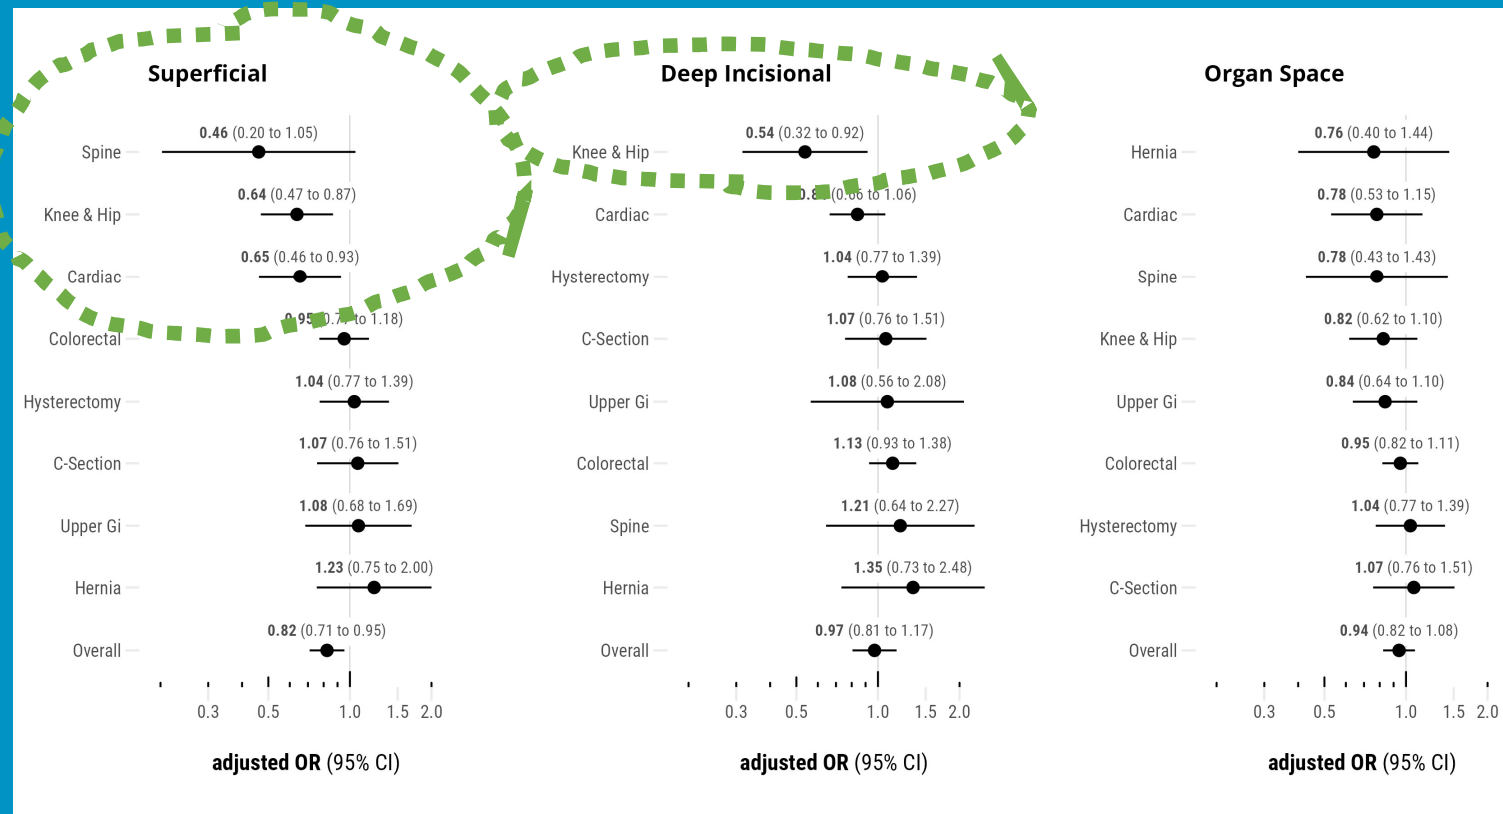 Superficial
0.46 (0.20 to 1.05)
Spine
0.64 (0.47 to 0.87)
Knee & Hip
0.65 (0.46 to 0.93)
Cardiac
0.95 to 1.18)
Colorectal
1.04 (0.77 to 1.39)
Hysterectomy
1.07 (0.76 to 1.51)
C-Section
1.08 (0.68 to 1.69)
Upper Gi
1.23 (0.75 to 2.00)
Hernia
0.82 (0.71 to 0.95)
Overall
0.3 0.5 1.0 1.5 2.0
adjusted OR (95% CI)
Deep Incisional
0.54 (0.32 to 0.92)
Knee & Hip
to 1.06)
Cardiac
1.04 (0.77 to 1.39)
Hysterectomy
1.07 (0.76 to 1.51)
C-Section
1.08 (0.56 to 2.08)
Upper Gi
1.13 (0.93 to 1.38)
Colorectal
1.21 (0.64 to 2.27)
Spine
1.35 (0.73 to 2.48)
Hernia
0.97 (0.81 to 1.17)
Overall
0.3 0.5 1.0 1.5 2.0
adjusted OR (95% CI)
Organ Space
0.76 (0.40 to 1.44)
Hernia
0.78 (0.53 to 1.15)
Cardiac
0.78 (0.43 to 1.43)
Spine
0.82 (0.62 to 1.10)
Knee & Hip
0.84 (0.64 to 1.10)
Upper Gi
0.95 (0.82 to 1.11)
Colorectal
1.04 (0.77 to 1.39)
Hysterectomy
1.07 (0.76 to 1.51)
C-Section
0.94 (0.82 to 1.08)
Overall
0.3 0.5 1.0 1.5 2.0
adjusted OR (95% CI)